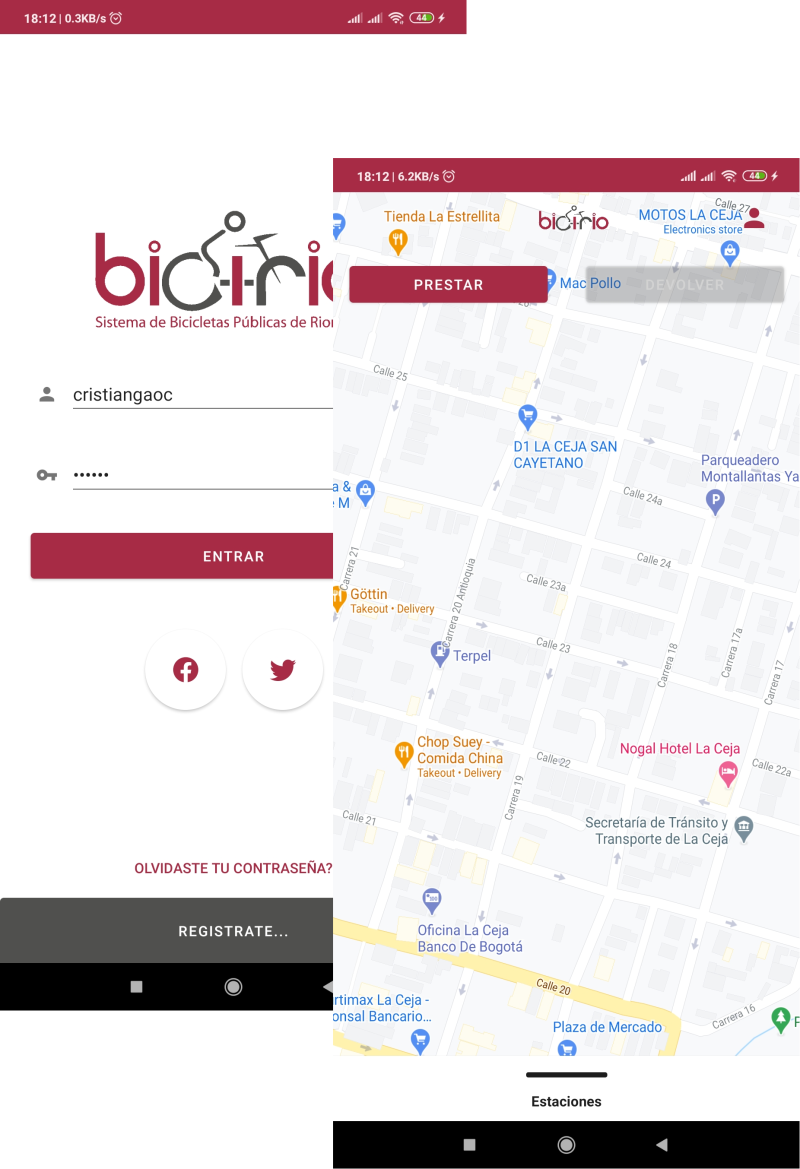 18:12 | 0.3KB/s
44
bicirio
Sistema de Bicicletas Públicas de
cristiangaoc
••••••
ENTRAR
OLVIDASTE TU CONTRASEÑA?
REGISTRATE...
18:12 | 6.2KB/s
44
Tienda La Estrellita
bicirio
Calle 27
MOTOS LA CEJA
Electronics store
PRESTAR
Mac Pollo
DEVOLVER
Calle 25
D1 LA CEJA SAN
CAYETANO
Parqueadero
Montallantas Ya
a &
M
P
Calle 24a
Carrera 21
Calle 24
Carrera 20 Antioquia
Calle 23a
Göttin
Takeout • Delivery
Calle 23
Terpel
Carrera 18
Carrera 17a
Carrera 17
Chop Suey -
Comida China
Takeout • Delivery
Nogal Hotel La Ceja
Calle 22
Calle 22a
Carrera 19
Calle 21
Secretaría de Tránsito y
Transporte de La Ceja
Oficina La Ceja
Banco De Bogotá
Calle 20
rtimax La Ceja -
onsal Bancario...
Carrera 16
F
Plaza de Mercado
Estaciones